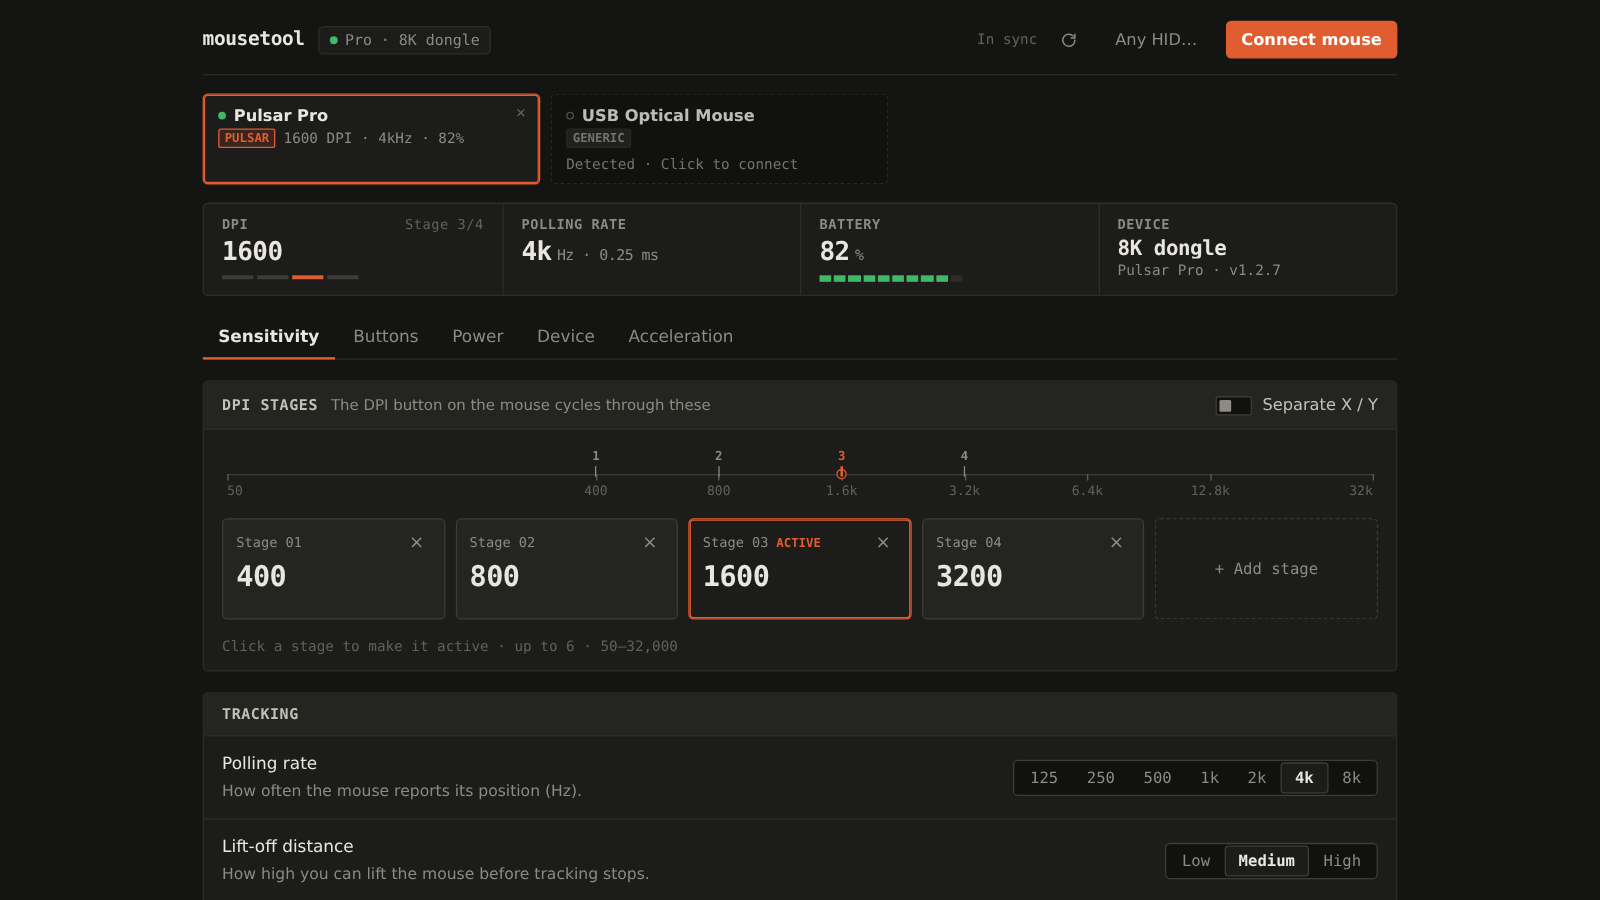 mousetool
Pro · 8K dongle
In sync
Any HID...
Connect mouse
Pulsar Pro ×
PULSAR 1600 DPI · 4kHz · 82%
USB Optical Mouse
GENERIC
Detected · Click to connect
DPI Stage 3/4
1600
POLLING RATE
4k Hz · 0.25 ms
BATTERY
82 %
DEVICE
8K dongle
Pulsar Pro · v1.2.7
Sensitivity Buttons Power Device Acceleration
DPI STAGES The DPI button on the mouse cycles through these
Separate X / Y
1 2 3 4
50 400 800 1.6k 3.2k 6.4k 12.8k 32k
Stage 01 ×
400
Stage 02 ×
800
Stage 03 ACTIVE ×
1600
Stage 04 ×
3200
+ Add stage
Click a stage to make it active · up to 6 · 50–32,000
TRACKING
Polling rate
How often the mouse reports its position (Hz).
125 250 500 1k 2k 4k 8k
Lift-off distance
How high you can lift the mouse before tracking stops.
Low Medium High